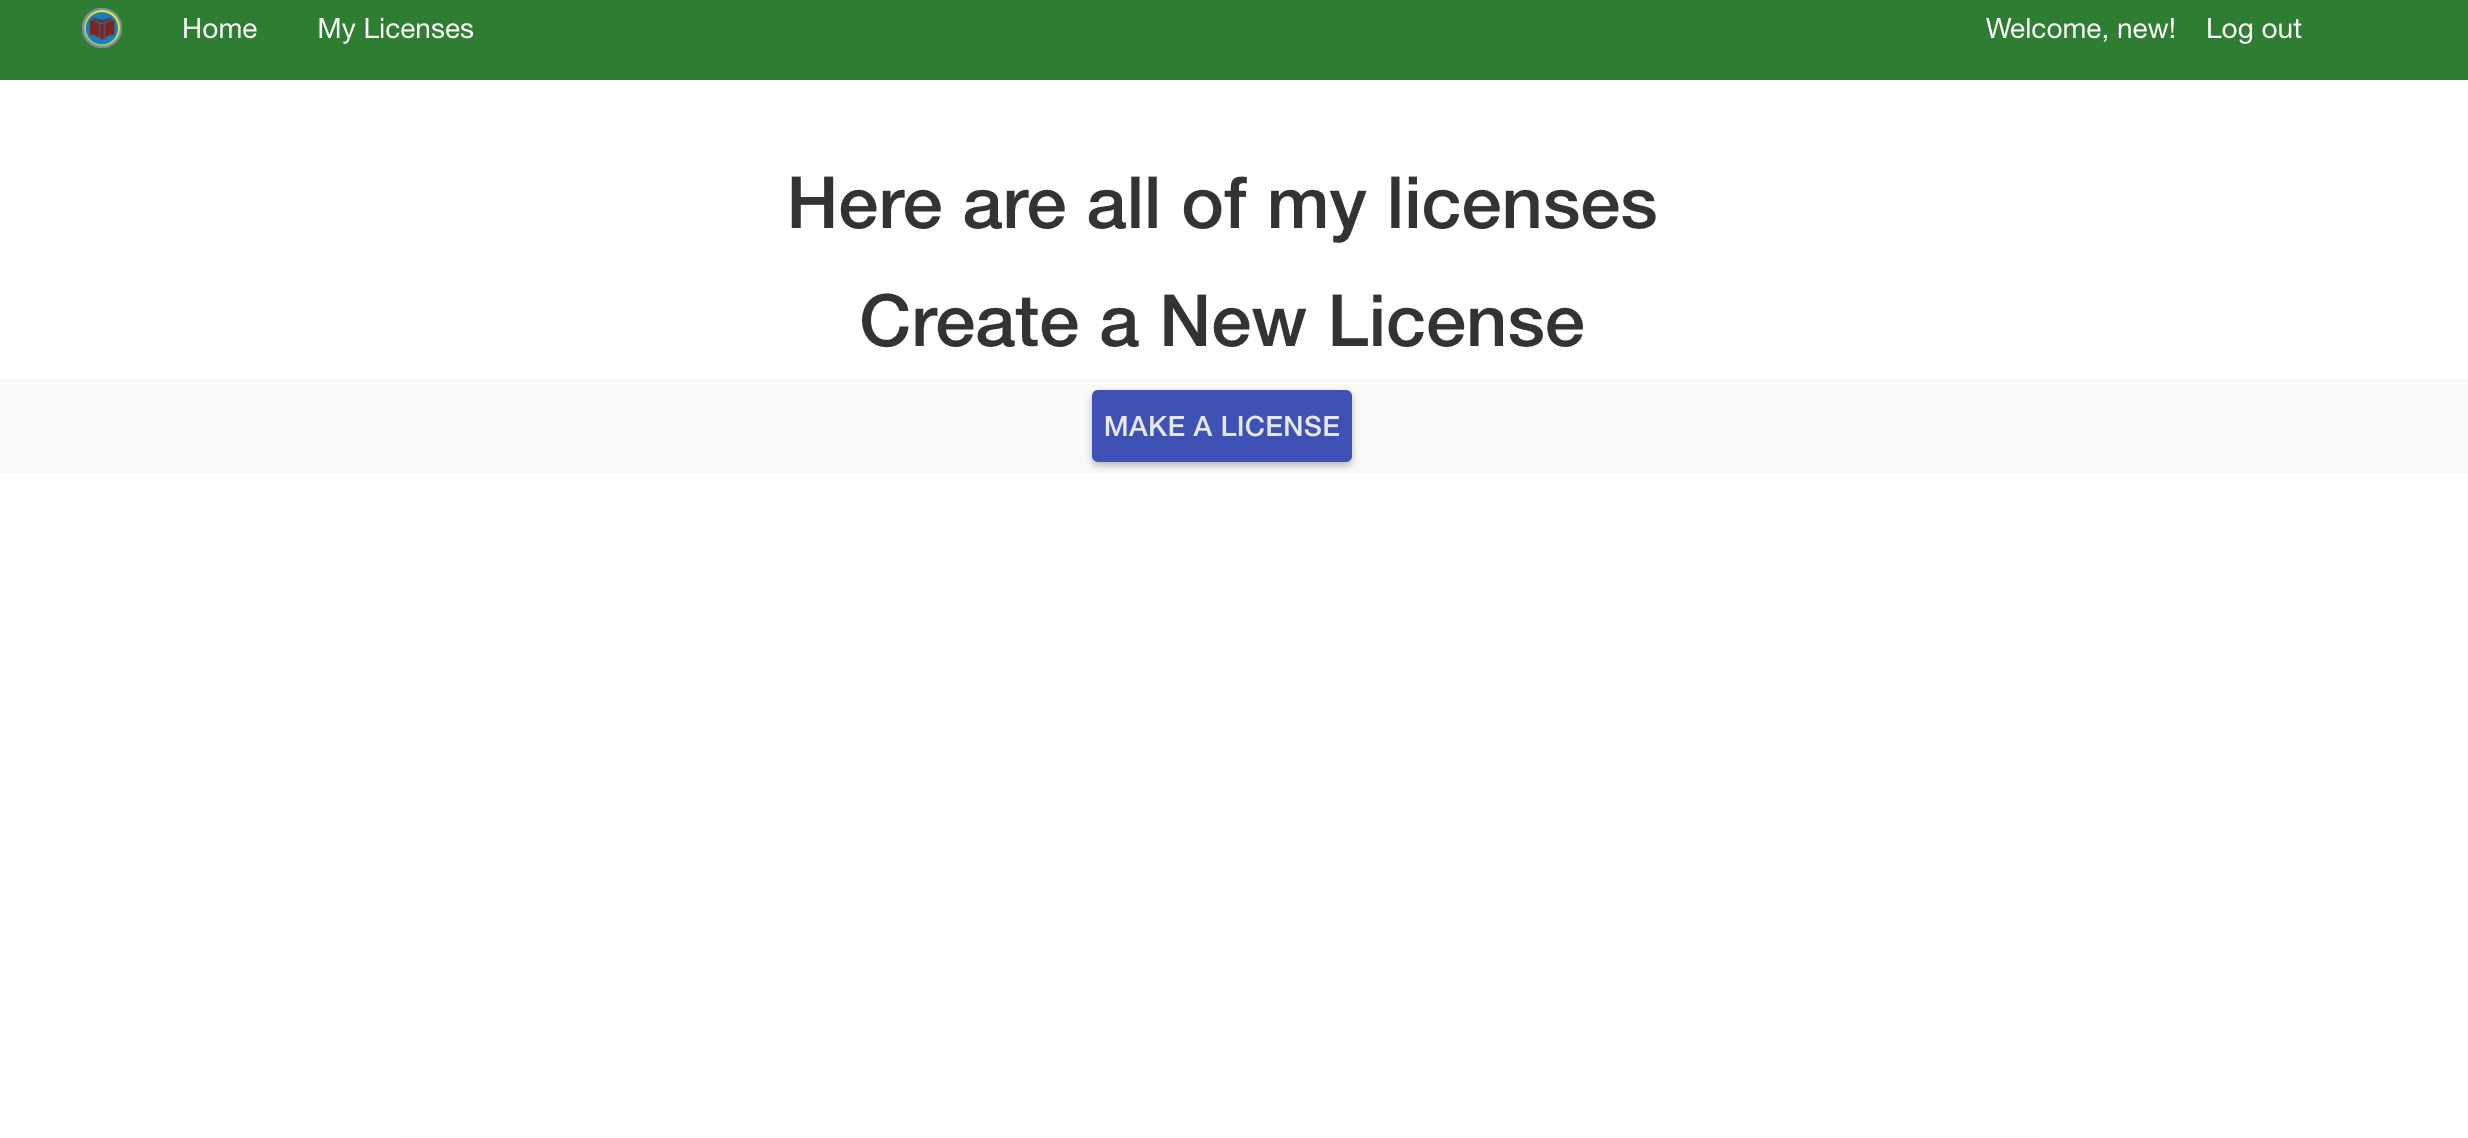 Home My Licenses Welcome, new! Log out
Here are all of my licenses
Create a New License
MAKE A LICENSE